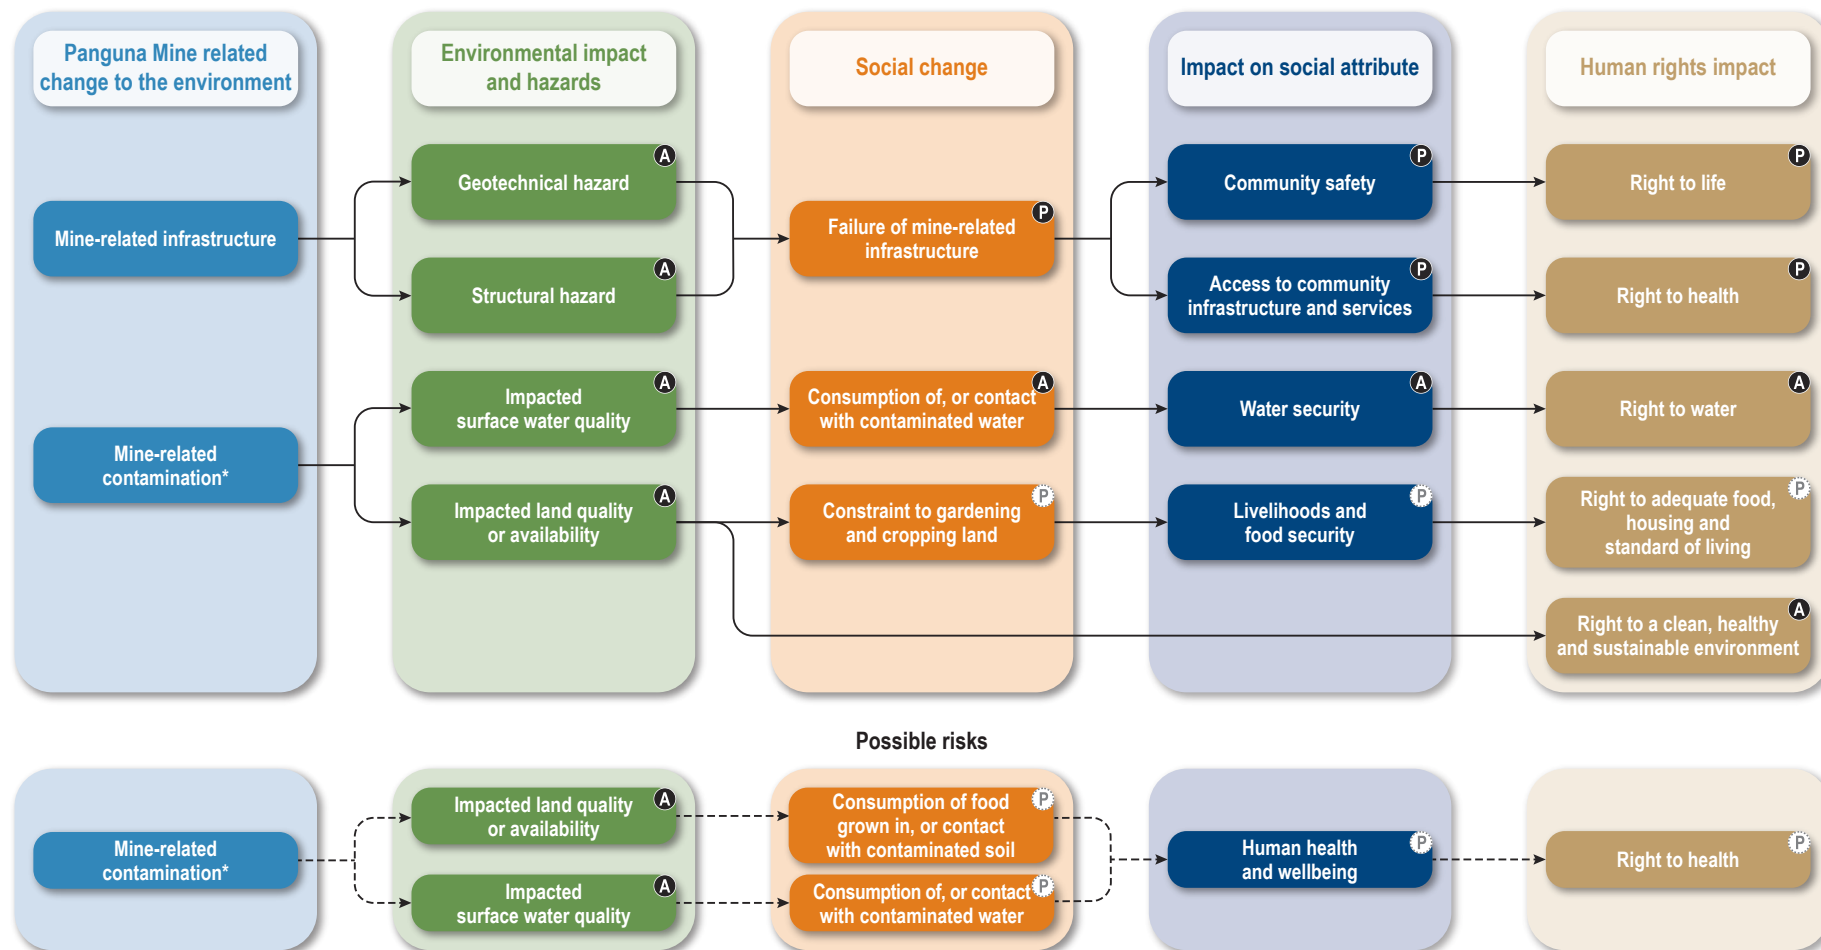 Panguna Mine related
change to the environment
Environmental impact
and hazards
Social change
Impact on social attribute
Human rights impact
A
Geotechnical hazard
P
Community safety
P
Right to life
Mine-related infrastructure
P
Failure of mine-related
infrastructure
A
Structural hazard
P
Access to community
infrastructure and services
P
Right to health
A
Impacted
surface water quality
A
Consumption of, or contact
with contaminated water
A
Water security
A
Right to water
Mine-related
contamination*
A
Impacted land quality
or availability
P
Constraint to gardening
and cropping land
P
Livelihoods and
food security
P
Right to adequate food,
housing and
standard of living
A
Right to a clean, healthy
and sustainable environment
Possible risks
Mine-related
contamination*
A
Impacted land quality
or availability
P
Consumption of food
grown in, or contact
with contaminated soil
A
Impacted
surface water quality
P
Consumption of, or contact
with contaminated water
P
Human health
and wellbeing
P
Right to health